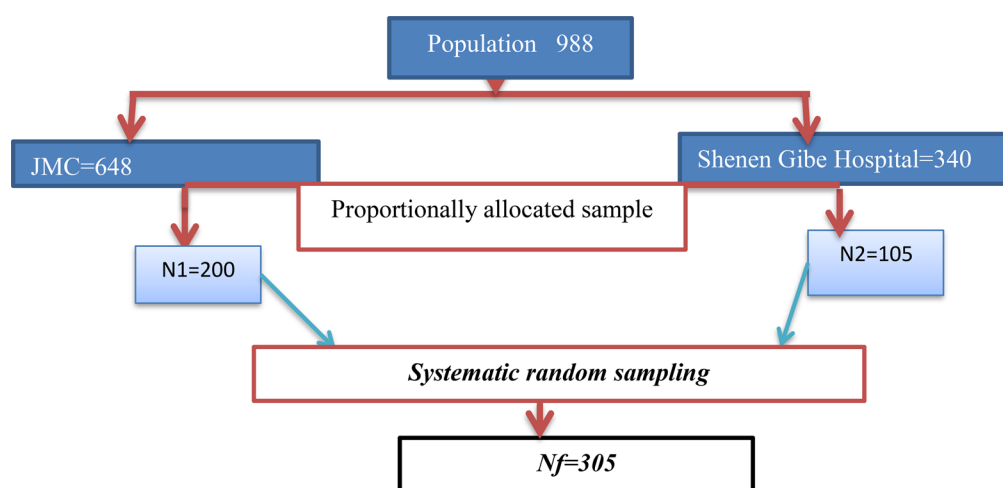 Population 988
JMC=648
Shenen Gibe Hospital=340
Proportionally allocated sample
N1=200
N2=105
Systematic random sampling
Nf=305